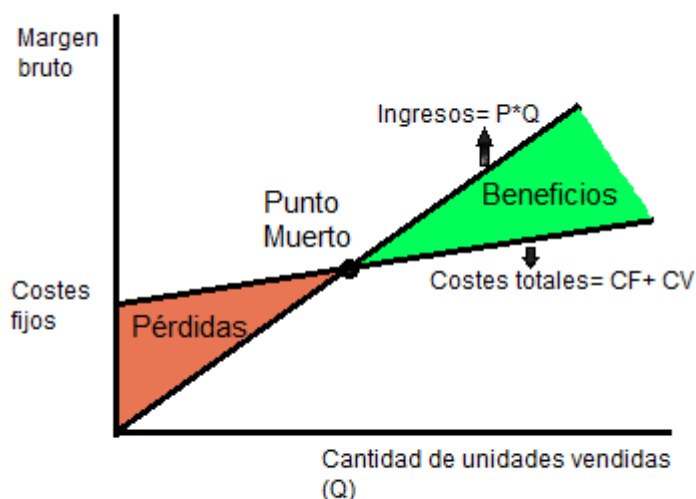 Margen
bruto
Ingresos= P*Q
Beneficios
Punto
Muerto
Costes totales= CF+ CV
Costes
fijos
Pérdidas
Cantidad de unidades vendidas
(Q)